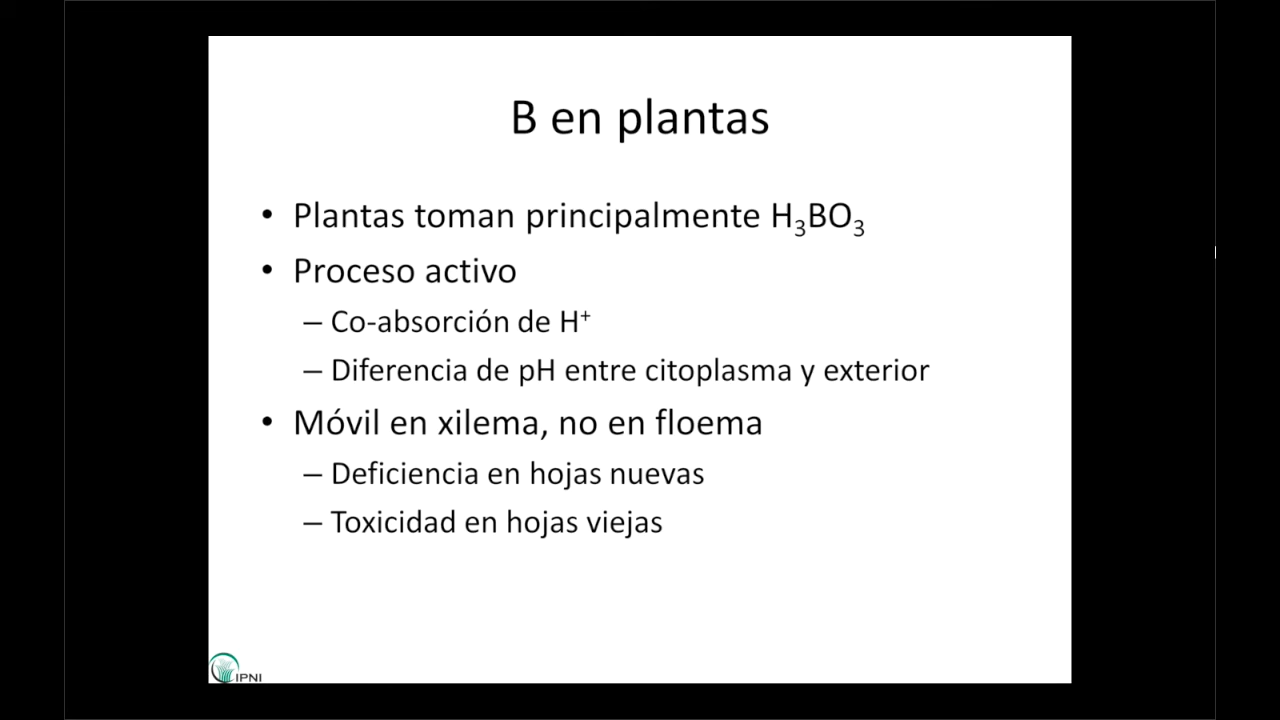 B en plantas
• Plantas toman principalmente H₃BO₃
• Proceso activo
– Co-absorción de H⁺
– Diferencia de pH entre citoplasma y exterior
• Móvil en xilema, no en floema
– Deficiencia en hojas nuevas
– Toxicidad en hojas viejas
IPNI